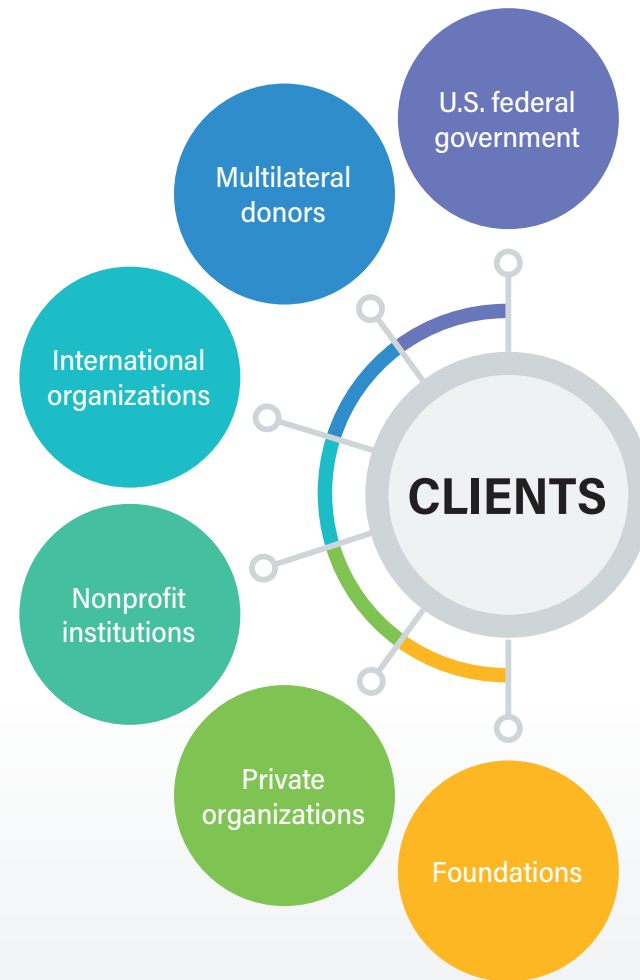 U.S. federal
government
Multilateral
donors
International
organizations
CLIENTS
Nonprofit
institutions
Private
organizations
Foundations